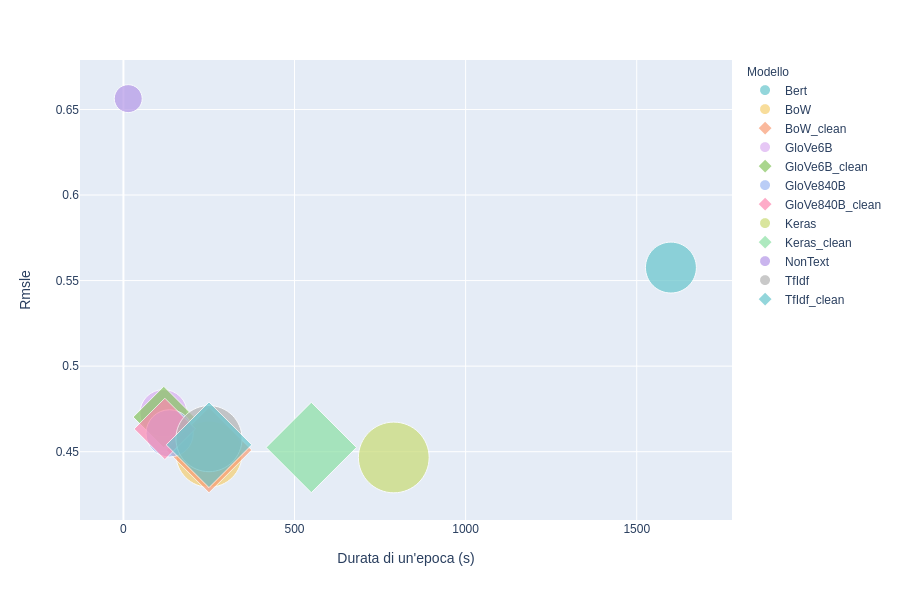 Modello
Bert
BoW
BoW_clean
GloVe6B
GloVe6B_clean
GloVe840B
GloVe840B_clean
Keras
Keras_clean
NonText
TfIdf
TfIdf_clean
0.65
0.6
0.55
0.5
0.45
Rmsle
0 500 1000 1500
Durata di un'epoca (s)